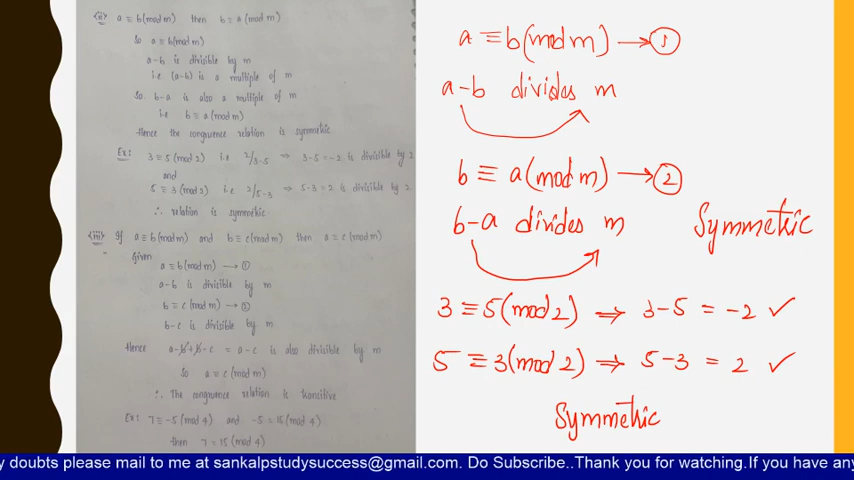 (ii) a ≡ b(mod m) then b ≡ a(mod m)
So a ≡ b(mod m)
a-b is divisible by m
i.e (a-b) is a multiple of m
So. b-a is also a multiple of m
i.e b ≡ a(mod m)
Hence the congruence relation is symmetric
Ex: 3 ≡ 5(mod 2) i.e 2/3-5 ⇒ 3-5 = -2 is divisible by 2
and
5 ≡ 3(mod 2) i.e 2/5-3 ⇒ 5-3 = 2 is divisible by 2
∴ relation is symmetric
(iii) If a ≡ b(mod m) and b ≡ c(mod m) then a ≡ c(mod m)
Given
a ≡ b(mod m) → ①
a-b is divisible by m
b ≡ c(mod m) → ②
b-c is divisible by m
Hence a-b+b-c = a-c is also divisible by m
So a ≡ c(mod m)
∴ The congruence relation is
Ex: 7 ≡ -5(mod 4) and -5 = 15(mod 4)
then 7 = 15(mod 4)
a ≡ b(mod m) → ①
a-b divides m
b ≡ a(mod m) → ②
b-a divides m Symmetric
3 ≡ 5(mod 2) ⇒ 3-5 = -2 ✓
5 ≡ 3(mod 2) ⇒ 5-3 = 2 ✓
Symmetric
y doubts please mail to me at sankalpstudysuccess@gmail.com. Do Subscribe..Thank you for watching.If you have any